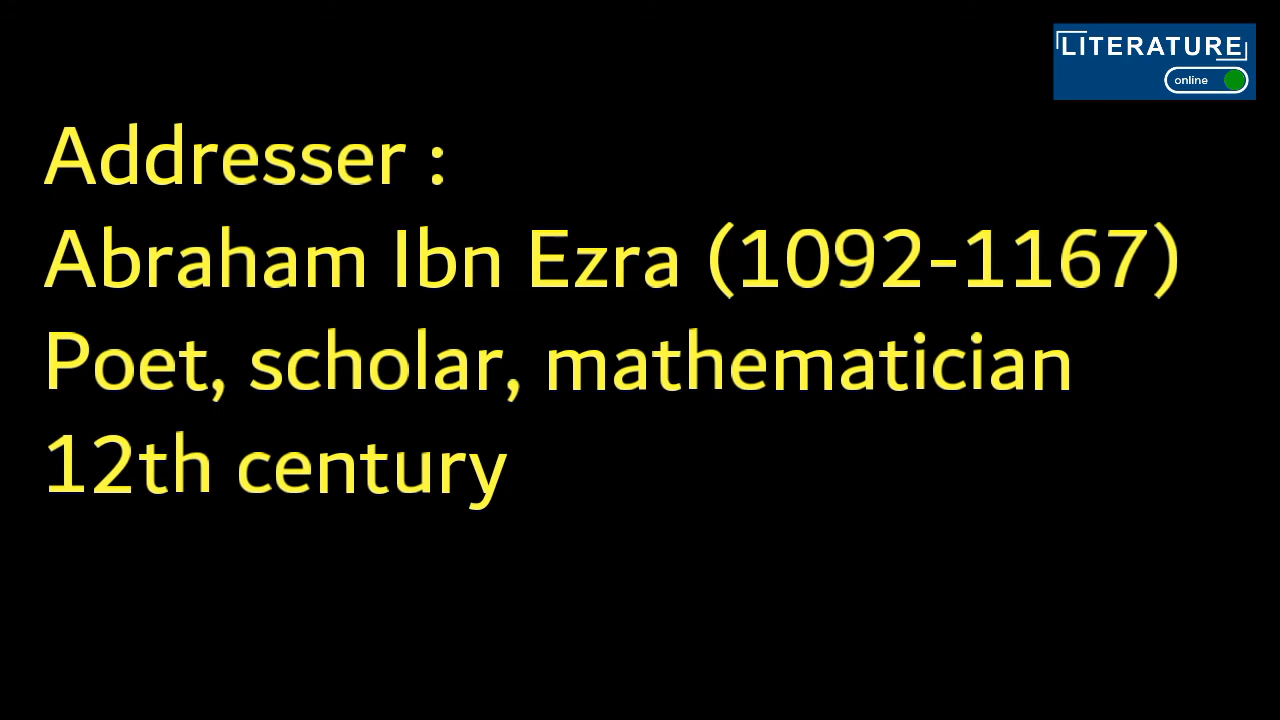 LITERATURE
online
Addresser :
Abraham Ibn Ezra (1092-1167)
Poet, scholar, mathematician
12th century